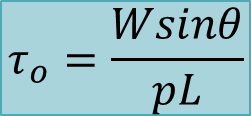 τₒ = Wsinθ / pL